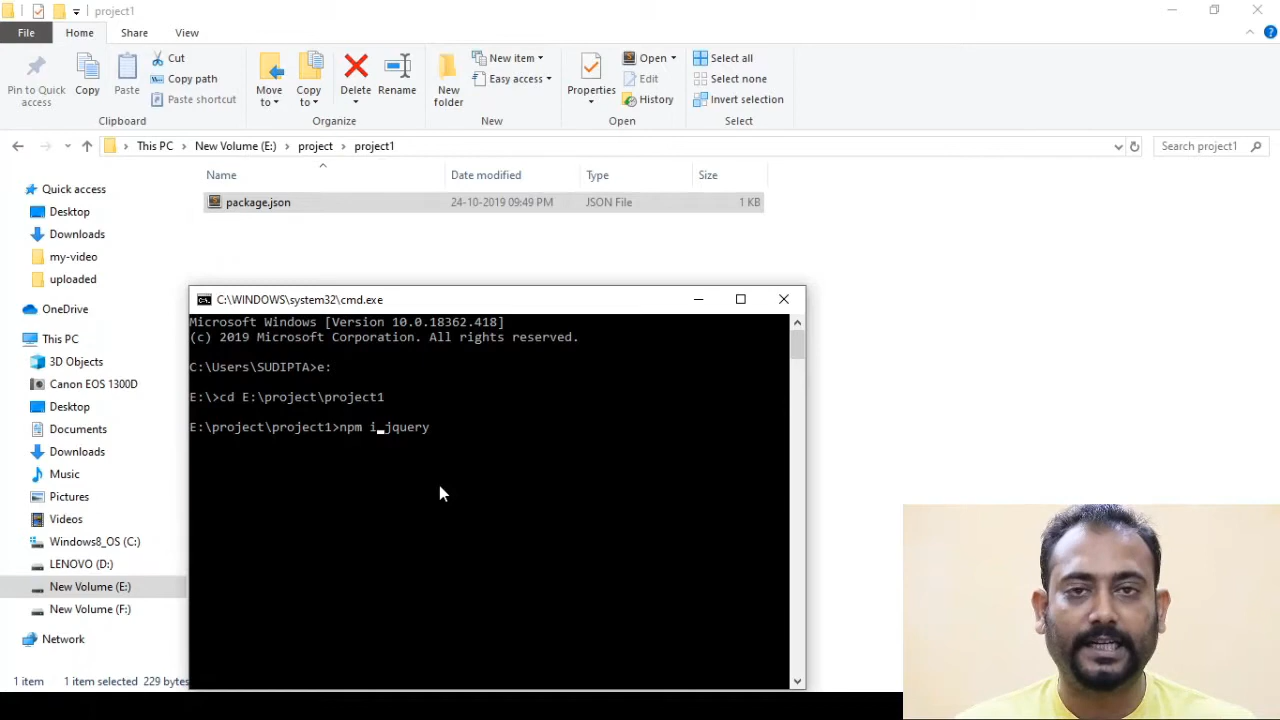 project1
File Home Share View
Pin to Quick access
Copy
Paste
Cut
Copy path
Paste shortcut
Clipboard
Move to
Copy to
Delete
Rename
Organize
New folder
New item
Easy access
New
Properties
Open
Edit
History
Open
Select all
Select none
Invert selection
Select
This PC New Volume (E:) project project1
Search project1
Name Date modified Type Size
package.json 24-10-2019 09:49 PM JSON File 1 KB
Quick access
Desktop
Downloads
my-video
uploaded
OneDrive
This PC
3D Objects
Canon EOS 1300D
Desktop
Documents
Downloads
Music
Pictures
Videos
Windows8_OS (C:)
LENOVO (D:)
New Volume (E:)
New Volume (F:)
Network
1 item 1 item selected 229 bytes
C:\WINDOWS\system32\cmd.exe
Microsoft Windows [Version 10.0.18362.418]
(c) 2019 Microsoft Corporation. All rights reserved.
C:\Users\SUDIPTA>e:
E:\>cd E:\project\project1
E:\project\project1>npm i jquery